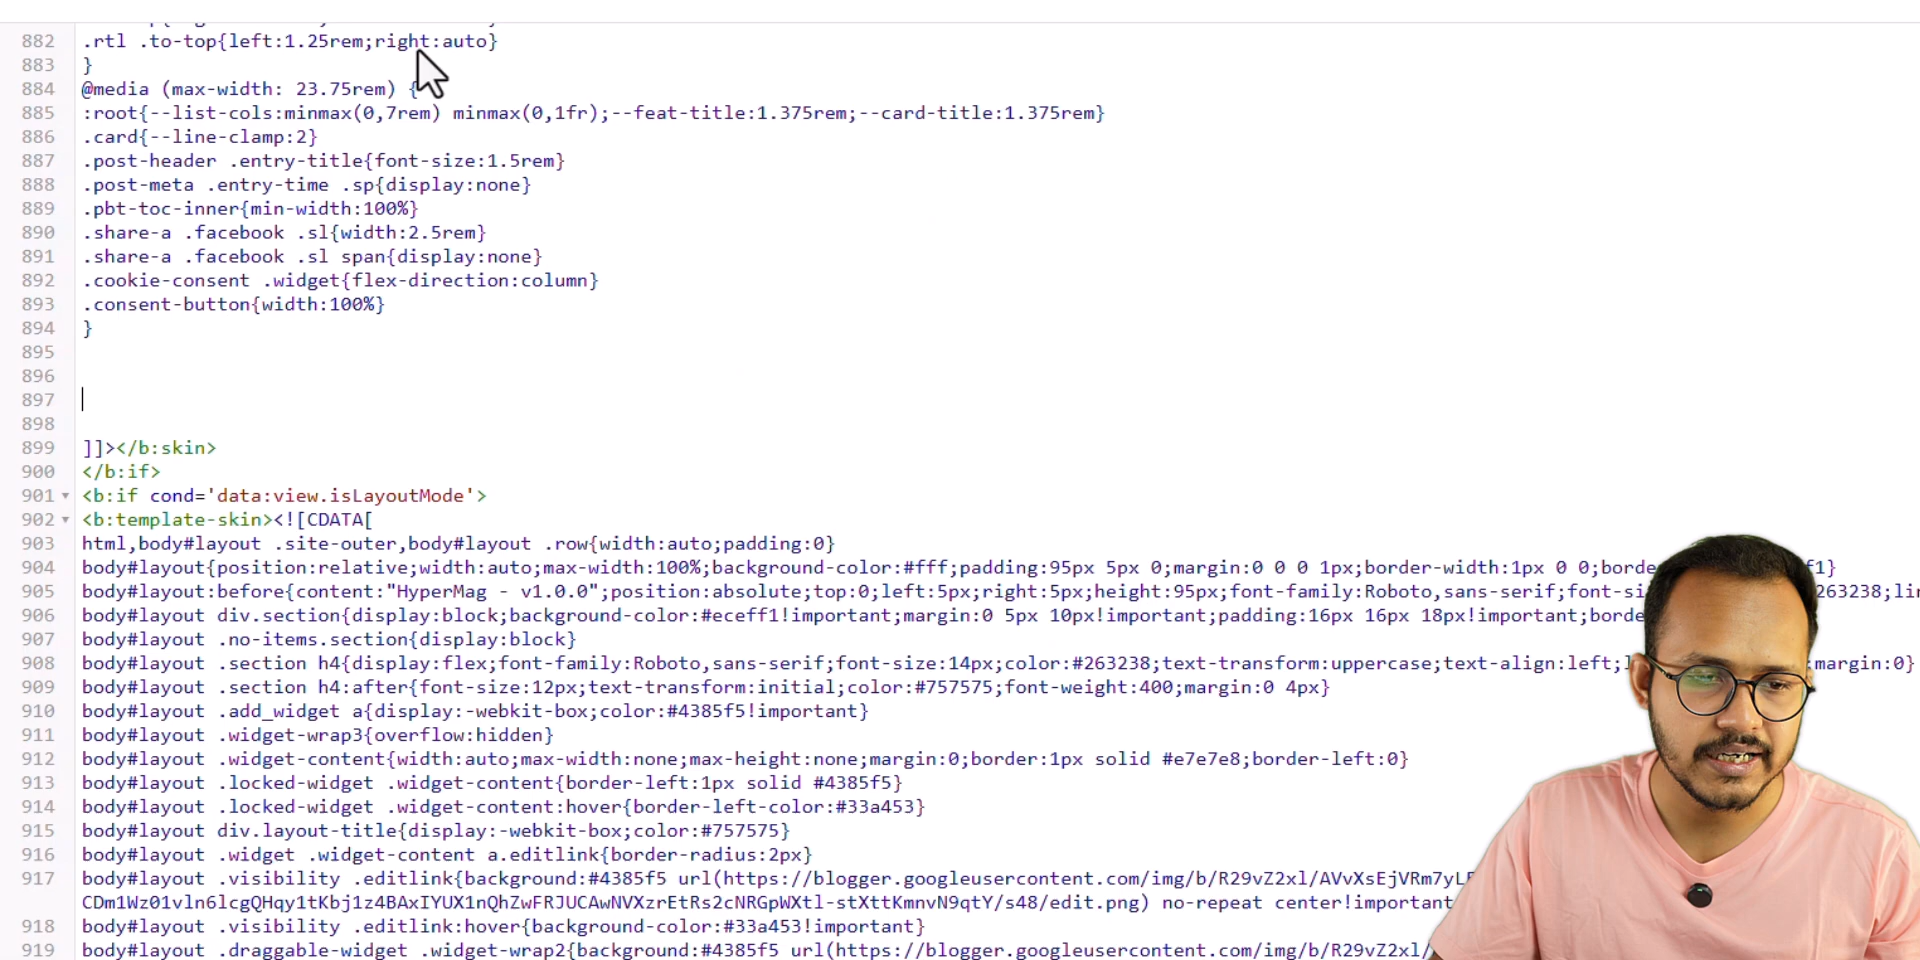 882 .rtl .to-top{left:1.25rem;right:auto}
883 }
884 @media (max-width: 23.75rem) {
885 :root{--list-cols:minmax(0,7rem) minmax(0,1fr);--feat-title:1.375rem;--card-title:1.375rem}
886 .card{--line-clamp:2}
887 .post-header .entry-title{font-size:1.5rem}
888 .post-meta .entry-time .sp{display:none}
889 .pbt-toc-inner{min-width:100%}
890 .share-a .facebook .sl{width:2.5rem}
891 .share-a .facebook .sl span{display:none}
892 .cookie-consent .widget{flex-direction:column}
893 .consent-button{width:100%}
894 }
895
896
897
898
899 ]]></b:skin>
900 </b:if>
901 <b:if cond='data:view.isLayoutMode'>
902 <b:template-skin><![CDATA[
903 html,body#layout .site-outer,body#layout .row{width:auto;padding:0}
904 body#layout{position:relative;width:auto;max-width:100%;background-color:#fff;padding:95px 5px 0;margin:0 0 0 1px;border-width:1px 0 0;borde f1}
905 body#layout:before{content:"HyperMag - v1.0.0";position:absolute;top:0;left:5px;right:5px;height:95px;font-family:Roboto,sans-serif;font-si 263238;lin
906 body#layout div.section{display:block;background-color:#eceff1!important;margin:0 5px 10px!important;padding:16px 16px 18px!important;borde
907 body#layout .no-items.section{display:block}
908 body#layout .section h4{display:flex;font-family:Roboto,sans-serif;font-size:14px;color:#263238;text-transform:uppercase;text-align:left; margin:0}
909 body#layout .section h4:after{font-size:12px;text-transform:initial;color:#757575;font-weight:400;margin:0 4px}
910 body#layout .add_widget a{display:-webkit-box;color:#4385f5!important}
911 body#layout .widget-wrap3{overflow:hidden}
912 body#layout .widget-content{width:auto;max-width:none;max-height:none;margin:0;border:1px solid #e7e7e8;border-left:0}
913 body#layout .locked-widget .widget-content{border-left:1px solid #4385f5}
914 body#layout .locked-widget .widget-content:hover{border-left-color:#33a453}
915 body#layout div.layout-title{display:-webkit-box;color:#757575}
916 body#layout .widget .widget-content a.editlink{border-radius:2px}
917 body#layout .visibility .editlink{background:#4385f5 url(https://blogger.googleusercontent.com/img/b/R29vZ2xl/AVvXsEjVRm7yL
CDm1Wz01vln6lcgQHqy1tKbj1z4BAxIYUX1nQhZwFRJUCAwNVXzrEtRs2cNRGpWXtl-stXttKmnvN9qtY/s48/edit.png) no-repeat center!important
918 body#layout .visibility .editlink:hover{background-color:#33a453!important}
919 body#layout .draggable-widget .widget-wrap2{background:#4385f5 url(https://blogger.googleusercontent.com/img/b/R29vZ2xl/